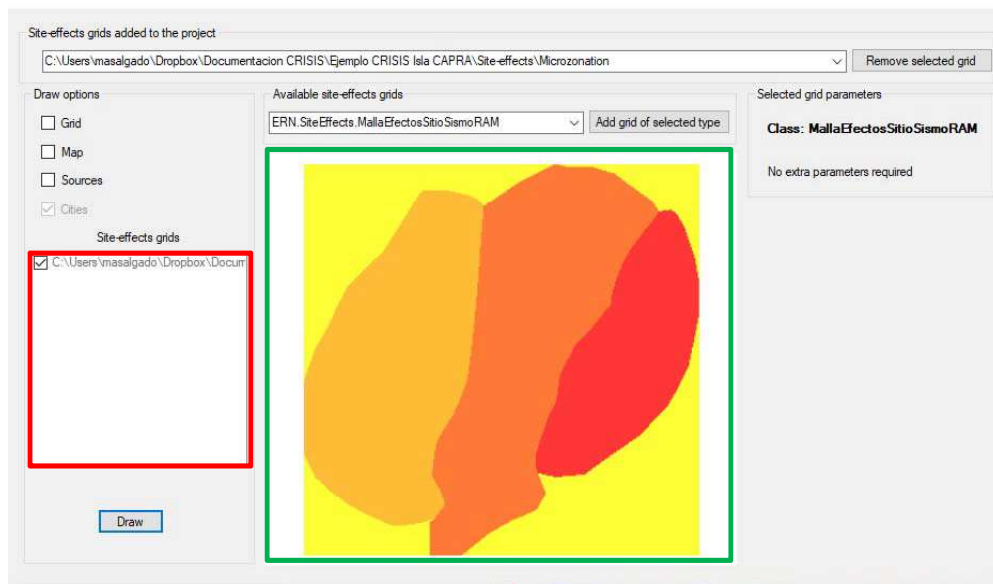 Site-effects grids added to the project
C:\Users\masalgado\Dropbox\Documentacion CRISIS\Ejemplo CRISIS Isla CAPRA\Site-effects\Microzonation
Remove selected grid
Draw options
Grid
Map
Sources
Cities
Site-effects grids
C:\Users\masalgado\Dropbox\Docum
Draw
Available site-effects grids
ERN.SiteEffects.MallaEfectosSitioSismoRAM
Add grid of selected type
Selected grid parameters
Class: MallaEfectosSitioSismoRAM
No extra parameters required